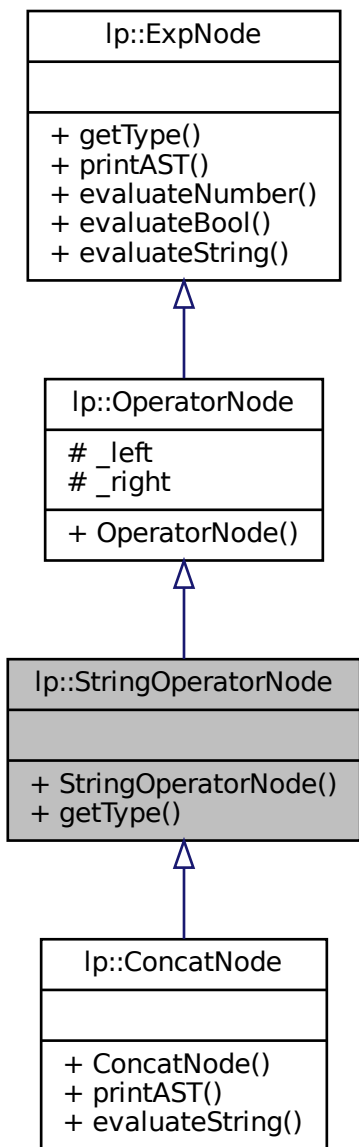 lp::ExpNode
+ getType()
+ printAST()
+ evaluateNumber()
+ evaluateBool()
+ evaluateString()
lp::OperatorNode
# _left
# _right
+ OperatorNode()
lp::StringOperatorNode
+ StringOperatorNode()
+ getType()
lp::ConcatNode
+ ConcatNode()
+ printAST()
+ evaluateString()